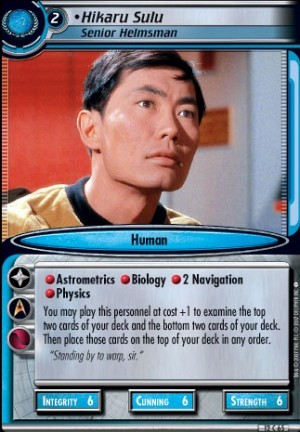 2 •Hikaru Sulu
Senior Helmsman
Human
•Astrometrics •Biology •2 Navigation
•Physics
You may play this personnel at cost +1 to examine the top
two cards of your deck and the bottom two cards of your deck.
Then place those cards on the top of your deck in any order.
"Standing by to warp, sir."
Integrity 6 Cunning 6 Strength 6
12 C 65